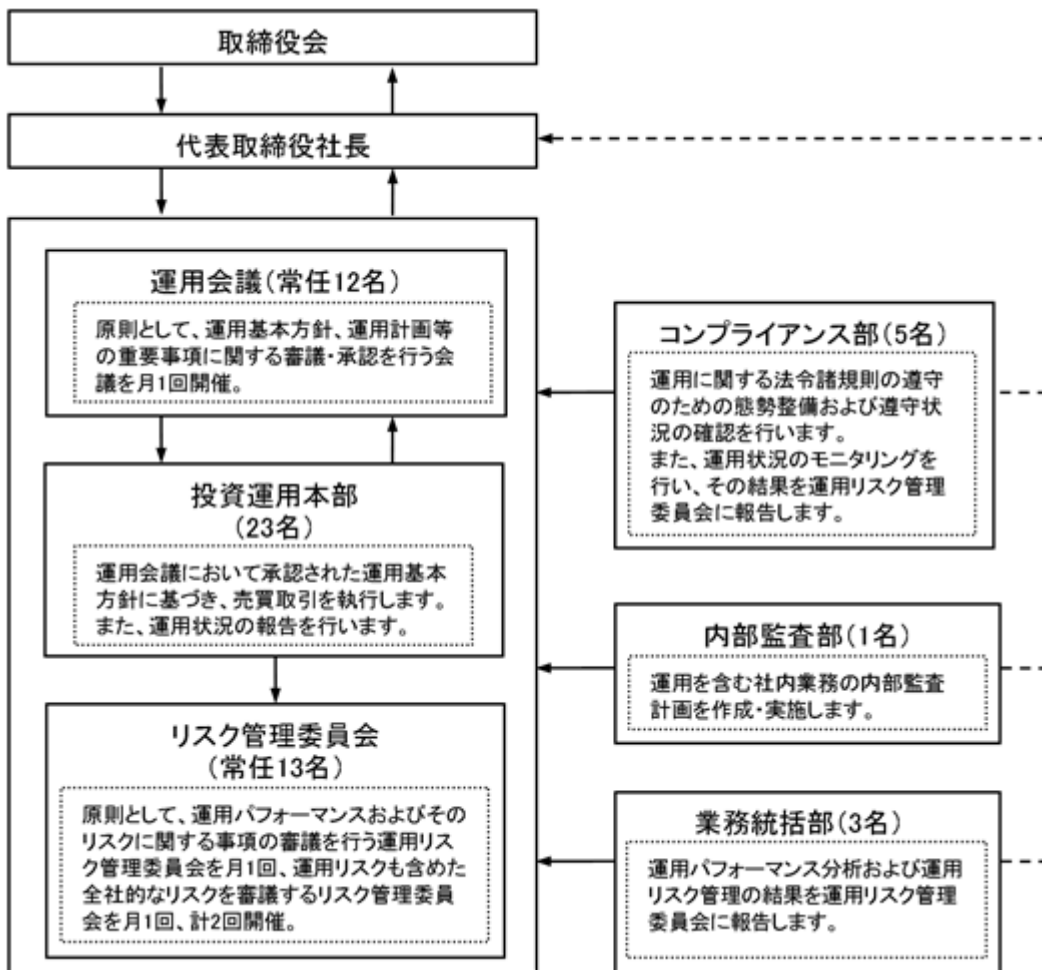 取締役会
代表取締役社長
運用会議(常任12名)
原則として、運用基本方針、運用計画等
の重要事項に関する審議・承認を行う会
議を月1回開催。
投資運用本部
(23名)
運用会議において承認された運用基本
方針に基づき、売買取引を執行します。
また、運用状況の報告を行います。
リスク管理委員会
(常任13名)
原則として、運用パフォーマンスおよびその
リスクに関する事項の審議を行う運用リス
ク管理委員会を月1回、運用リスクも含めた
全社的なリスクを審議するリスク管理委員
会を月1回、計2回開催。
コンプライアンス部(5名)
運用に関する法令諸規則の遵守
のための態勢整備および遵守状
況の確認を行います。
また、運用状況のモニタリングを
行い、その結果を運用リスク管理
委員会に報告します。
内部監査部(1名)
運用を含む社内業務の内部監査
計画を作成・実施します。
業務統括部(3名)
運用パフォーマンス分析および運用
リスク管理の結果を運用リスク管理
委員会に報告します。